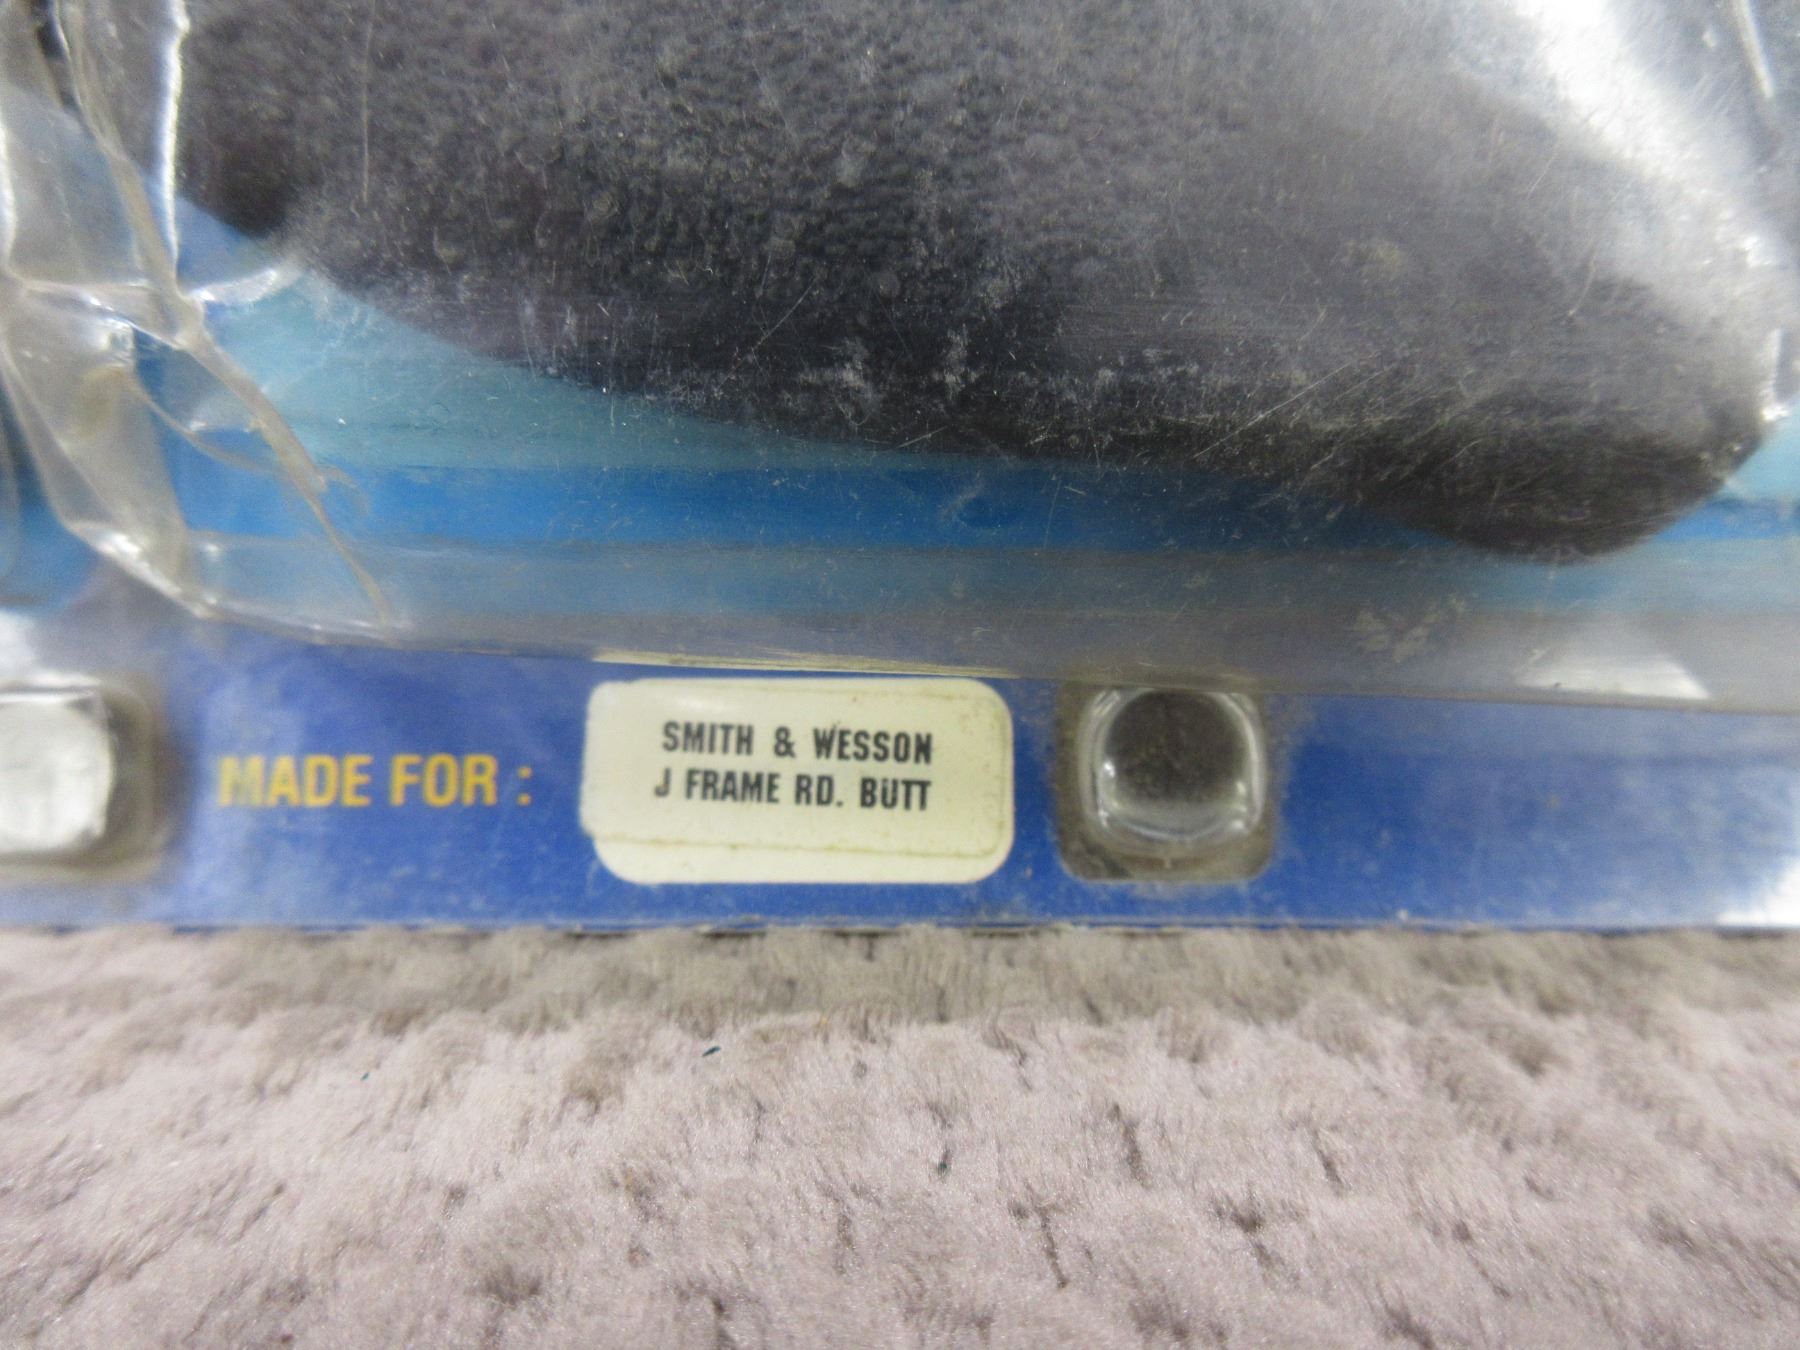 MADE FOR :
SMITH & WESSON
J FRAME RD. BUTT